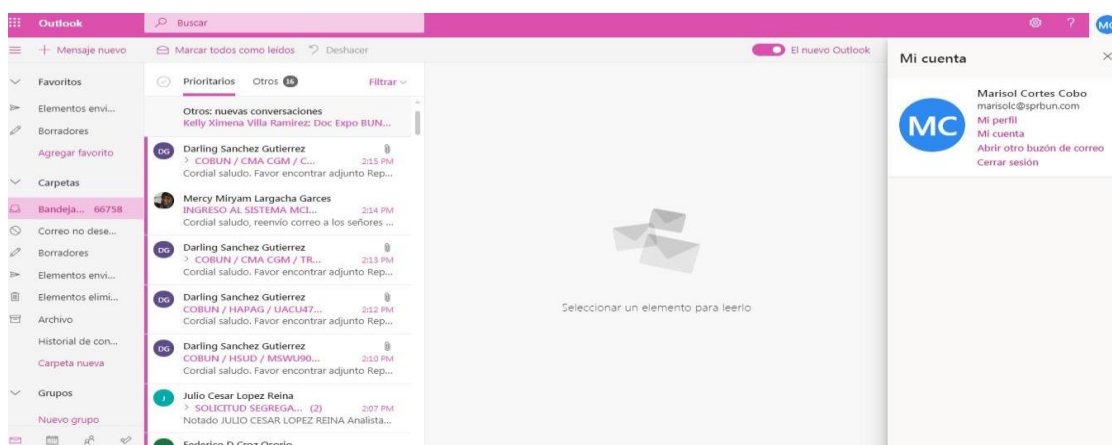 Outlook
Buscar
?
MC
Mensaje nuevo
Marcar todos como leídos
Deshacer
El nuevo Outlook
Favoritos
Elementos envi...
Borradores
Agregar favorito
Carpetas
Bandeja... 66758
Correo no dese...
Borradores
Elementos envi...
Elementos elimi...
Archivo
Historial de con...
Carpeta nueva
Grupos
Nuevo grupo
Prioritarios Otros 16 Filtrar
Otros: nuevas conversaciones
Kelly Ximena Villa Ramirez: Doc Expo BUN...
DG
Darling Sanchez Gutierrez
> COBUN / CMA CGM / C... 2:15 PM
Cordial saludo. Favor encontrar adjunto Rep...
Mercy Miryam Largacha Garces
INGRESO AL SISTEMA MCI... 2:14 PM
Cordial saludo, reenvío correo a los señores ...
DG
Darling Sanchez Gutierrez
> COBUN / CMA CGM / TR... 2:13 PM
Cordial saludo. Favor encontrar adjunto Rep...
DG
Darling Sanchez Gutierrez
COBUN / HAPAG / UACU47... 2:12 PM
Cordial saludo. Favor encontrar adjunto Rep...
DG
Darling Sanchez Gutierrez
COBUN / HSUD / MSWU90... 2:10 PM
Cordial saludo. Favor encontrar adjunto Rep...
J
Julio Cesar Lopez Reina
> SOLICITUD SEGREGA... (2) 2:07 PM
Notado JULIO CESAR LOPEZ REINA Analista...
Federico D Croz Osorio
Seleccionar un elemento para leerlo
Mi cuenta
MC
Marisol Cortes Cobo
marisolc@sprbun.com
Mi perfil
Mi cuenta
Abrir otro buzón de correo
Cerrar sesión